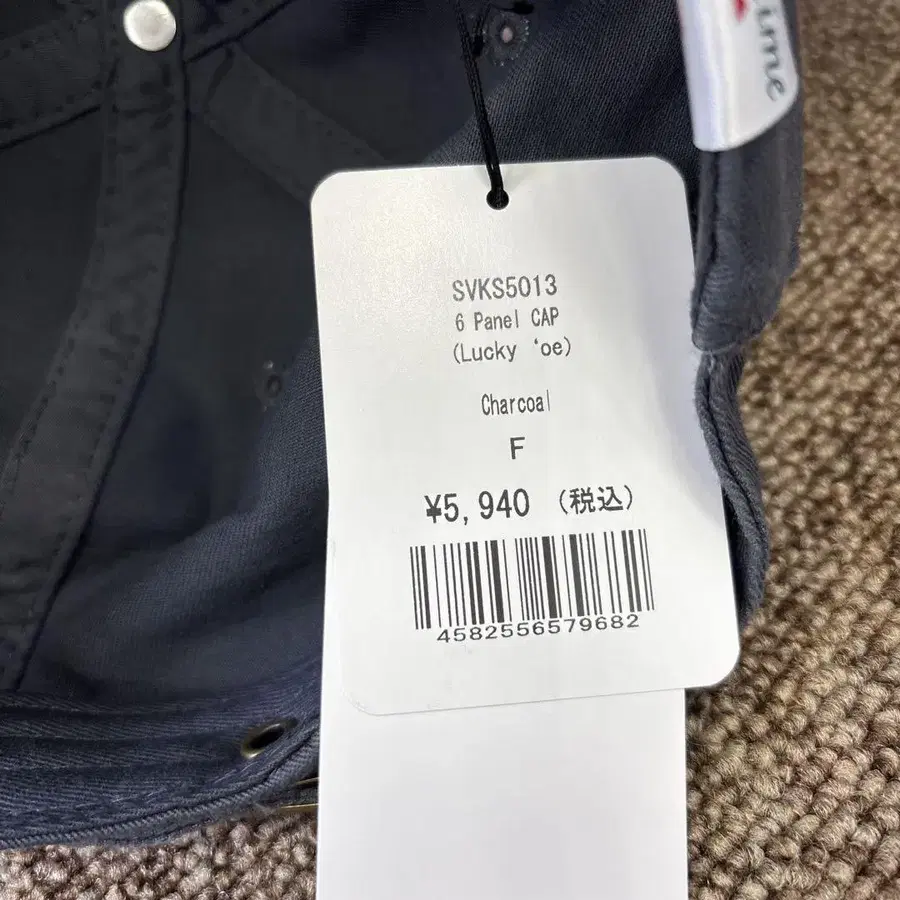 SVKS5013
6 Panel CAP
(Lucky ‘oe)
Charcoal
F
¥5,940 (税込)
4582556579682